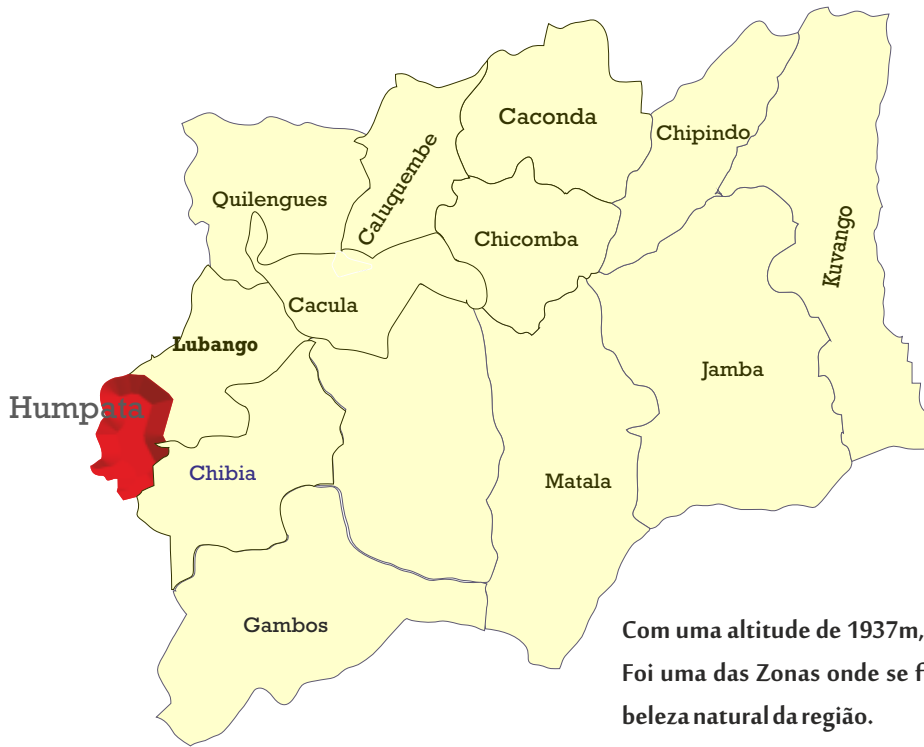 Caconda
Chipindo
Caluquembe
Quilengues
Chicomba
Kuvango
Cacula
Lubango
Jamba
Humpata
Chibia
Matala
Gambos
Com uma altitude de 1937m,
Foi uma das Zonas onde se f
beleza natural da região.